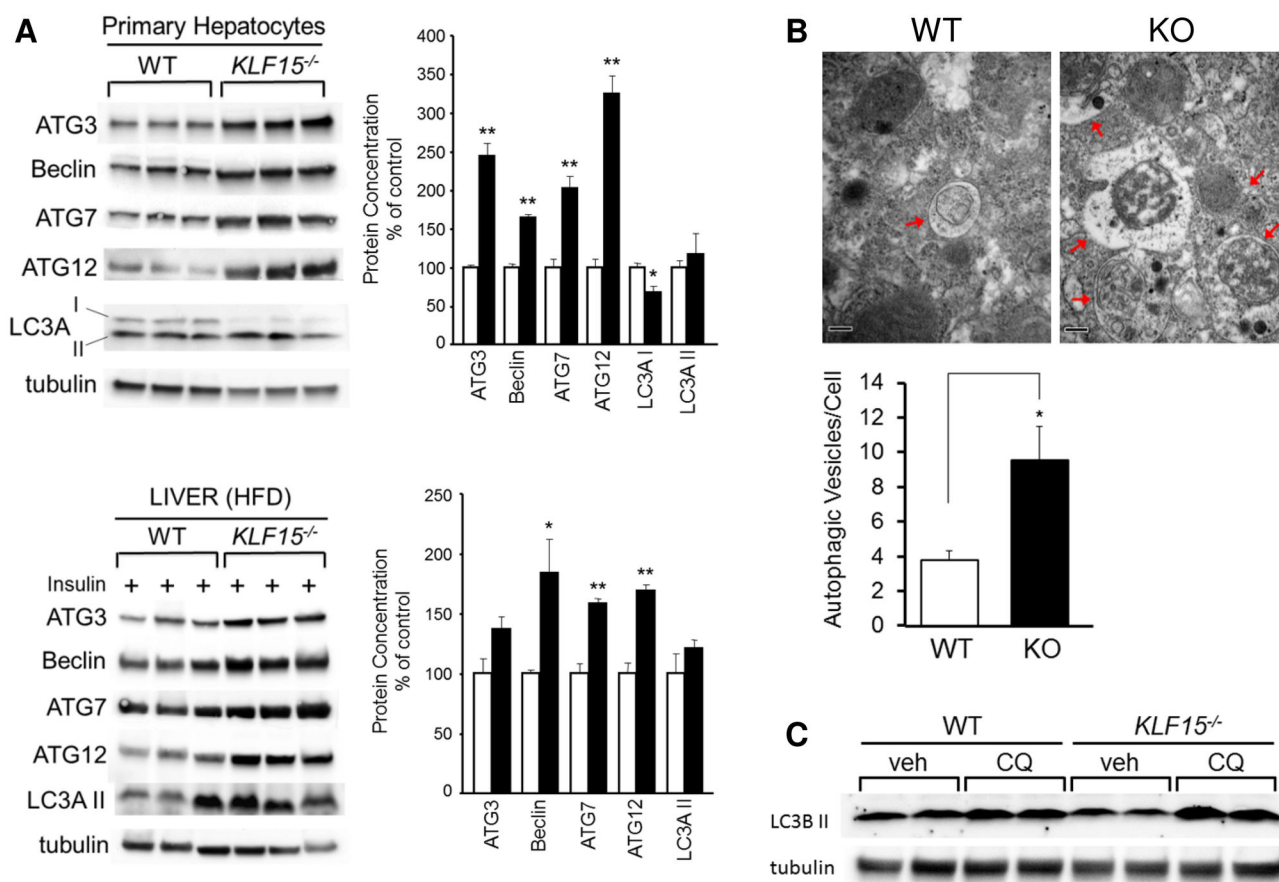 A
Primary Hepatocytes
WT KLF15-/-
ATG3
Beclin
ATG7
ATG12
I
LC3A
II
tubulin
Protein Concentration
% of control
400
350
300
250
200
150
100
50
0
** ** ** ** *
ATG3 Beclin ATG7 ATG12 LC3A I LC3A II
LIVER (HFD)
WT KLF15-/-
Insulin + + + + + +
ATG3
Beclin
ATG7
ATG12
LC3A II
tubulin
Protein Concentration
% of control
250
200
150
100
50
0
* ** **
ATG3 Beclin ATG7 ATG12 LC3A II
B
WT KO
Autophagic Vesicles/Cell
14
12
10
8
6
4
2
0
*
WT KO
C
WT KLF15-/-
veh CQ veh CQ
LC3B II
tubulin